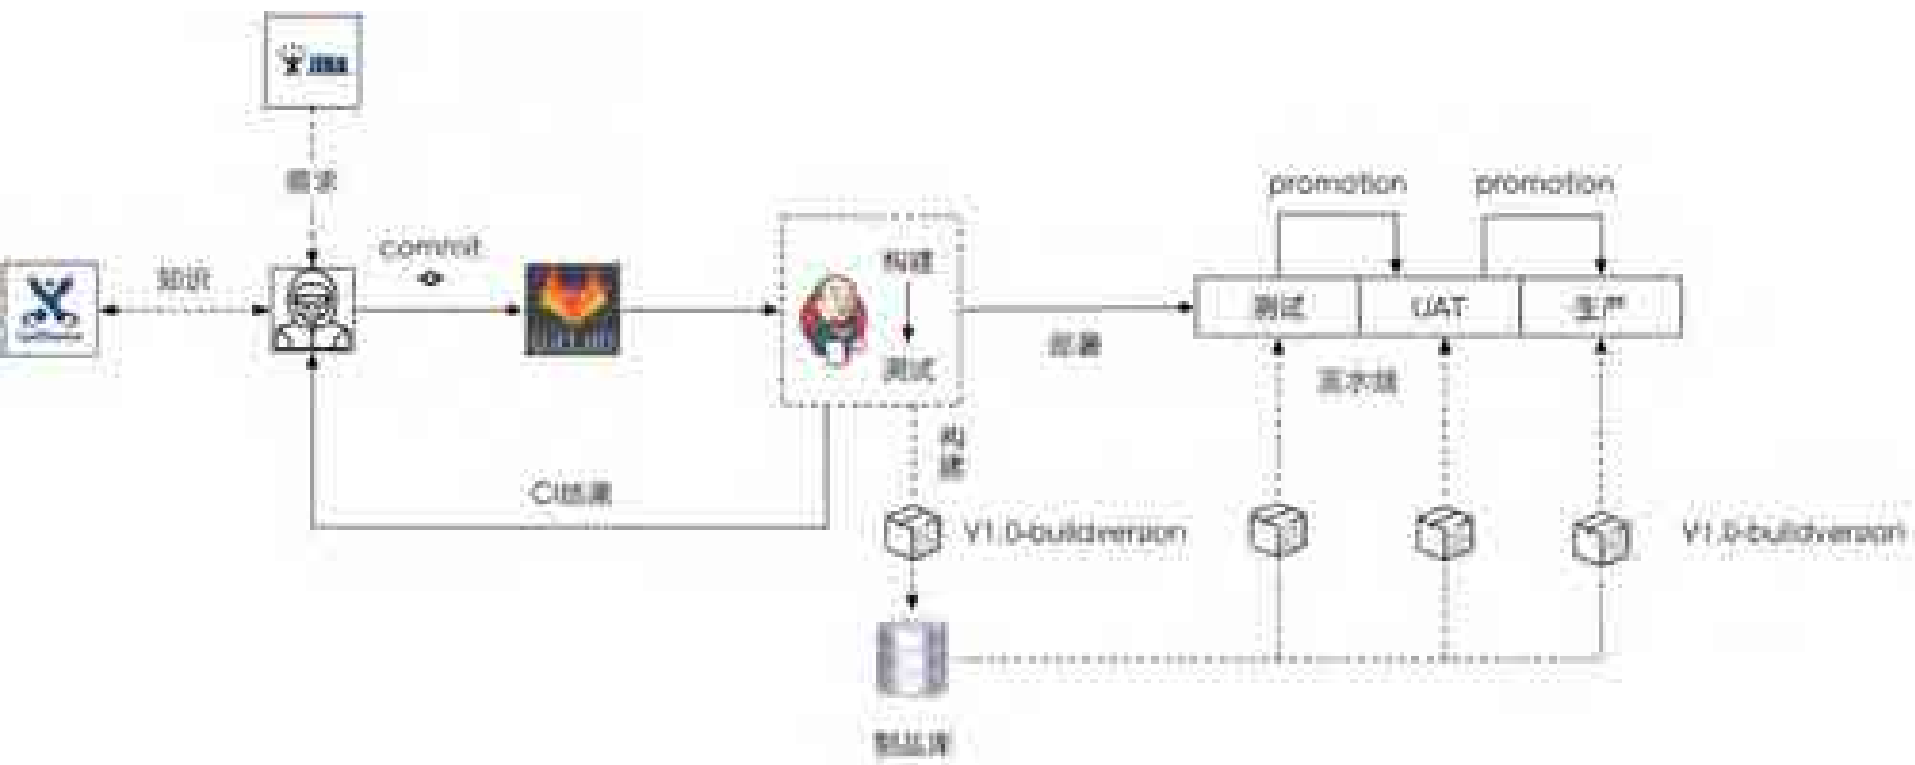 JIRA
需求
知识
commit
构建
测试
CI结果
构建
V1.0-buildversion
制品库
部署
promotion
promotion
测试
UAT
生产
流水线
V1.0-buildversion